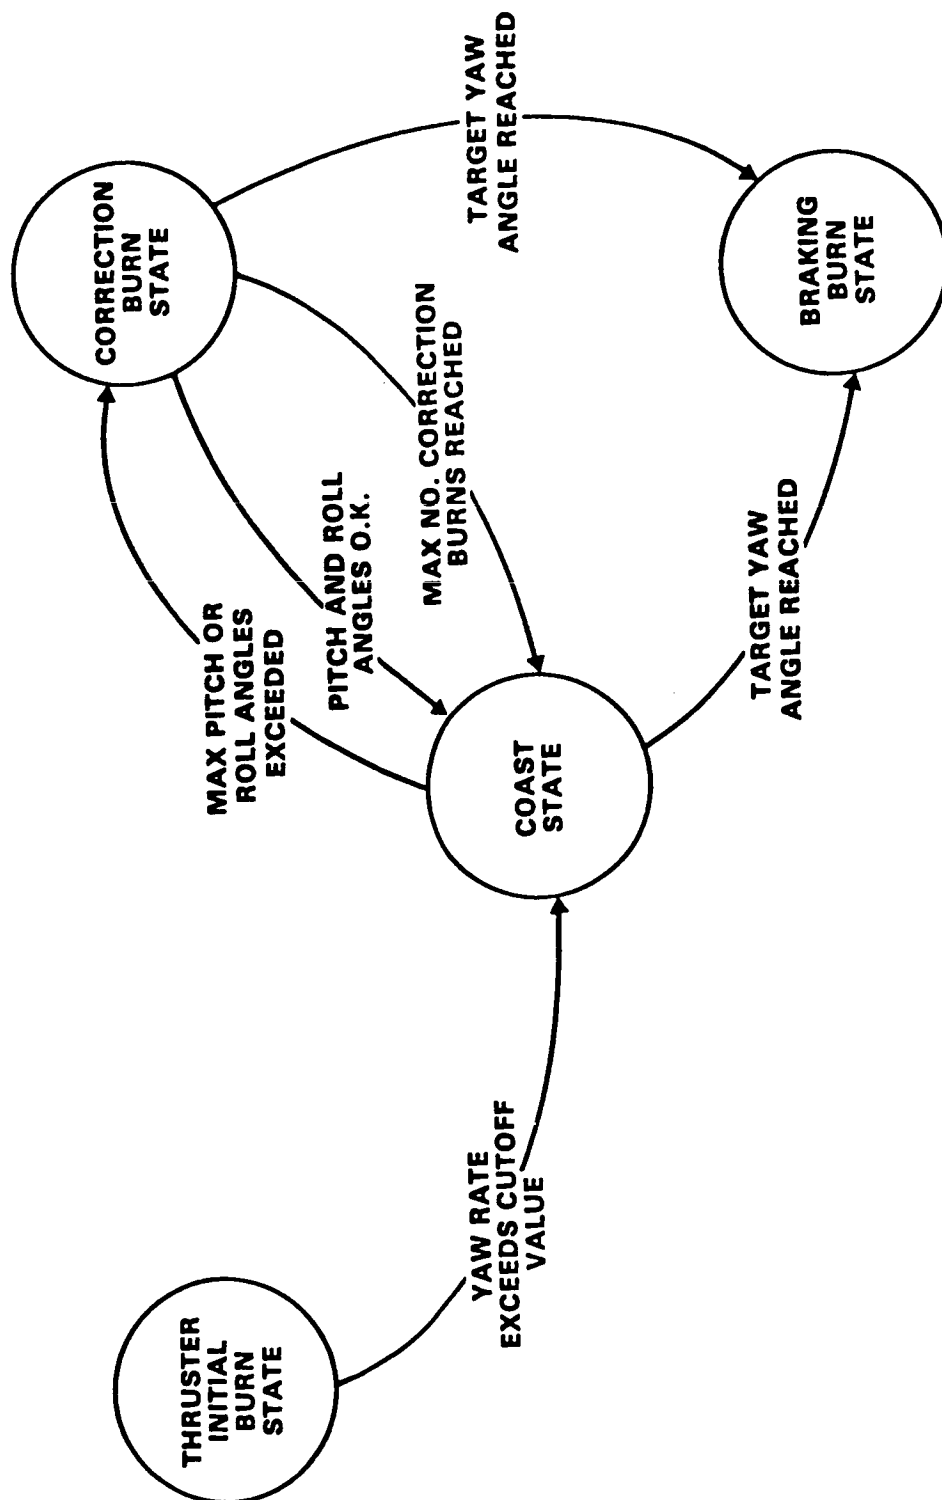 THRUSTER
INITIAL
BURN
STATE
YAW RATE
EXCEEDS CUTOFF
VALUE
COAST
STATE
MAX PITCH OR
ROLL ANGLES
EXCEEDED
PITCH AND ROLL
ANGLES O.K.
MAX NO. CORRECTION
BURNS REACHED
CORRECTION
BURN
STATE
TARGET YAW
ANGLE REACHED
TARGET YAW
ANGLE REACHED
BRAKING
BURN
STATE